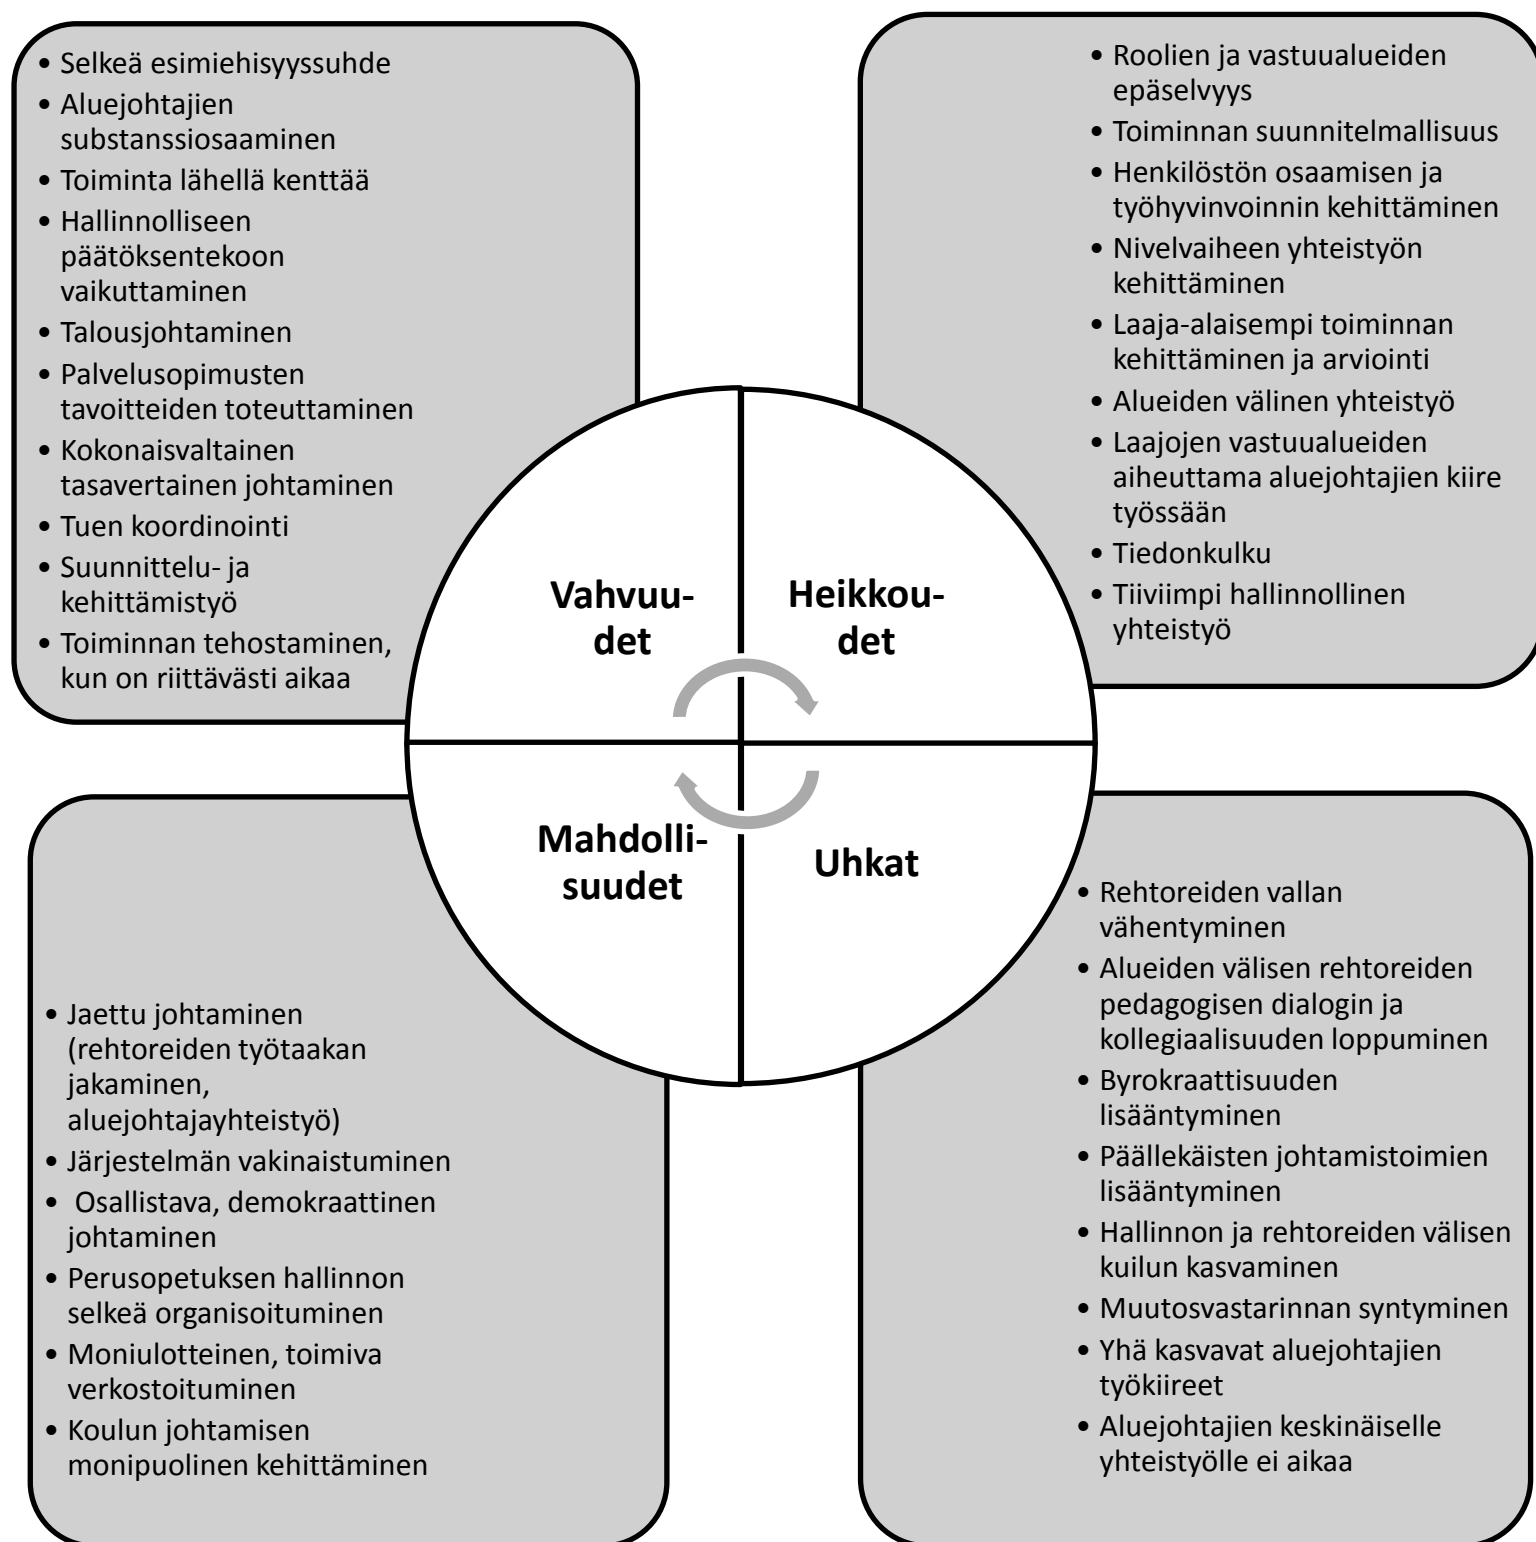 • Selkeä esimiehisyyssuhde
• Aluejohtajien
substanssiosaaminen
• Toiminta lähellä kenttää
• Hallinnolliseen
päätöksentekoon
vaikuttaminen
• Talousjohtaminen
• Palvelusopimusten
tavoitteiden toteuttaminen
• Kokonaisvaltainen
tasavertainen johtaminen
• Tuen koordinointi
• Suunnittelu- ja
kehittämistyö
• Toiminnan tehostaminen,
kun on riittävästi aikaa
• Roolien ja vastuualueiden
epäselvyys
• Toiminnan suunnitelmallisuus
• Henkilöstön osaamisen ja
työhyvinvoinnin kehittäminen
• Nivelvaiheen yhteistyön
kehittäminen
• Laaja-alaisempi toiminnan
kehittäminen ja arviointi
• Alueiden välinen yhteistyö
• Laajojen vastuualueiden
aiheuttama aluejohtajien kiire
työssään
• Tiedonkulku
• Tiiviimpi hallinnollinen
yhteistyö
Vahvuu-
det
Heikkou-
det
Mahdolli-
suudet
Uhkat
• Jaettu johtaminen
(rehtoreiden työtaakan
jakaminen,
aluejohtajayhteistyö)
• Järjestelmän vakinaistuminen
• Osallistava, demokraattinen
johtaminen
• Perusopetuksen hallinnon
selkeä organisoituminen
• Moniulotteinen, toimiva
verkostoituminen
• Koulun johtamisen
monipuolinen kehittäminen
• Rehtoreiden vallan
vähentyminen
• Alueiden välisen rehtoreiden
pedagogisen dialogin ja
kollegiaalisuuden loppuminen
• Byrokraattisuuden
lisääntyminen
• Päällekäisten johtamistoimien
lisääntyminen
• Hallinnon ja rehtoreiden välisen
kuilun kasvaminen
• Muutosvastarinnan syntyminen
• Yhä kasvavat aluejohtajien
työkiireet
• Aluejohtajien keskinäiselle
yhteistyölle ei aikaa